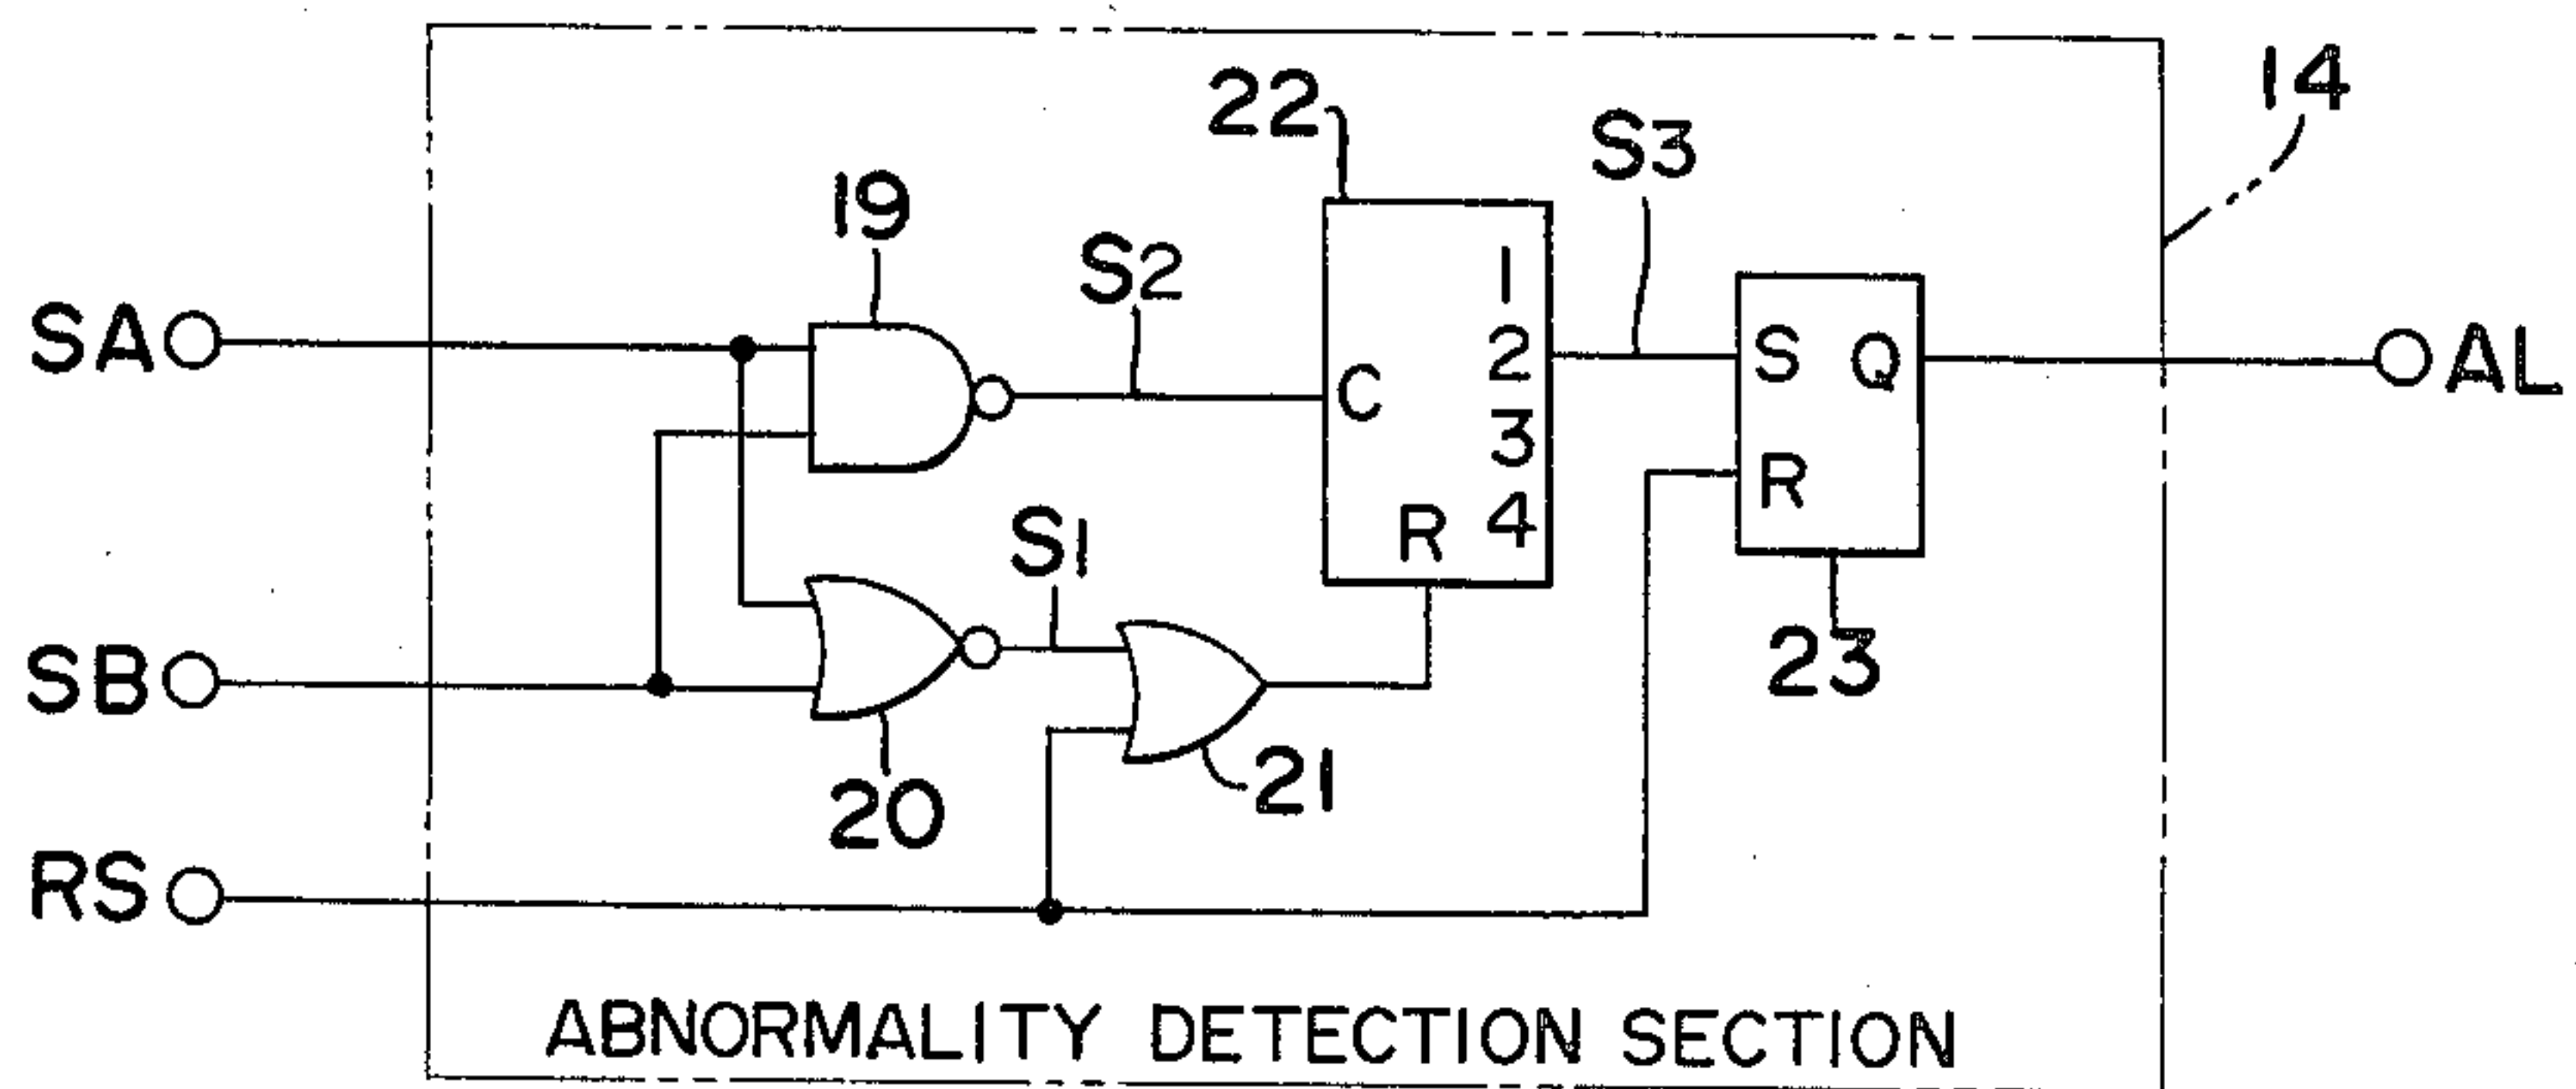 14
22
S3
19
S2
1
SA
2
S Q
AL
C
3
R
S1
R 4
SB
23
20
21
RS
ABNORMALITY DETECTION SECTION